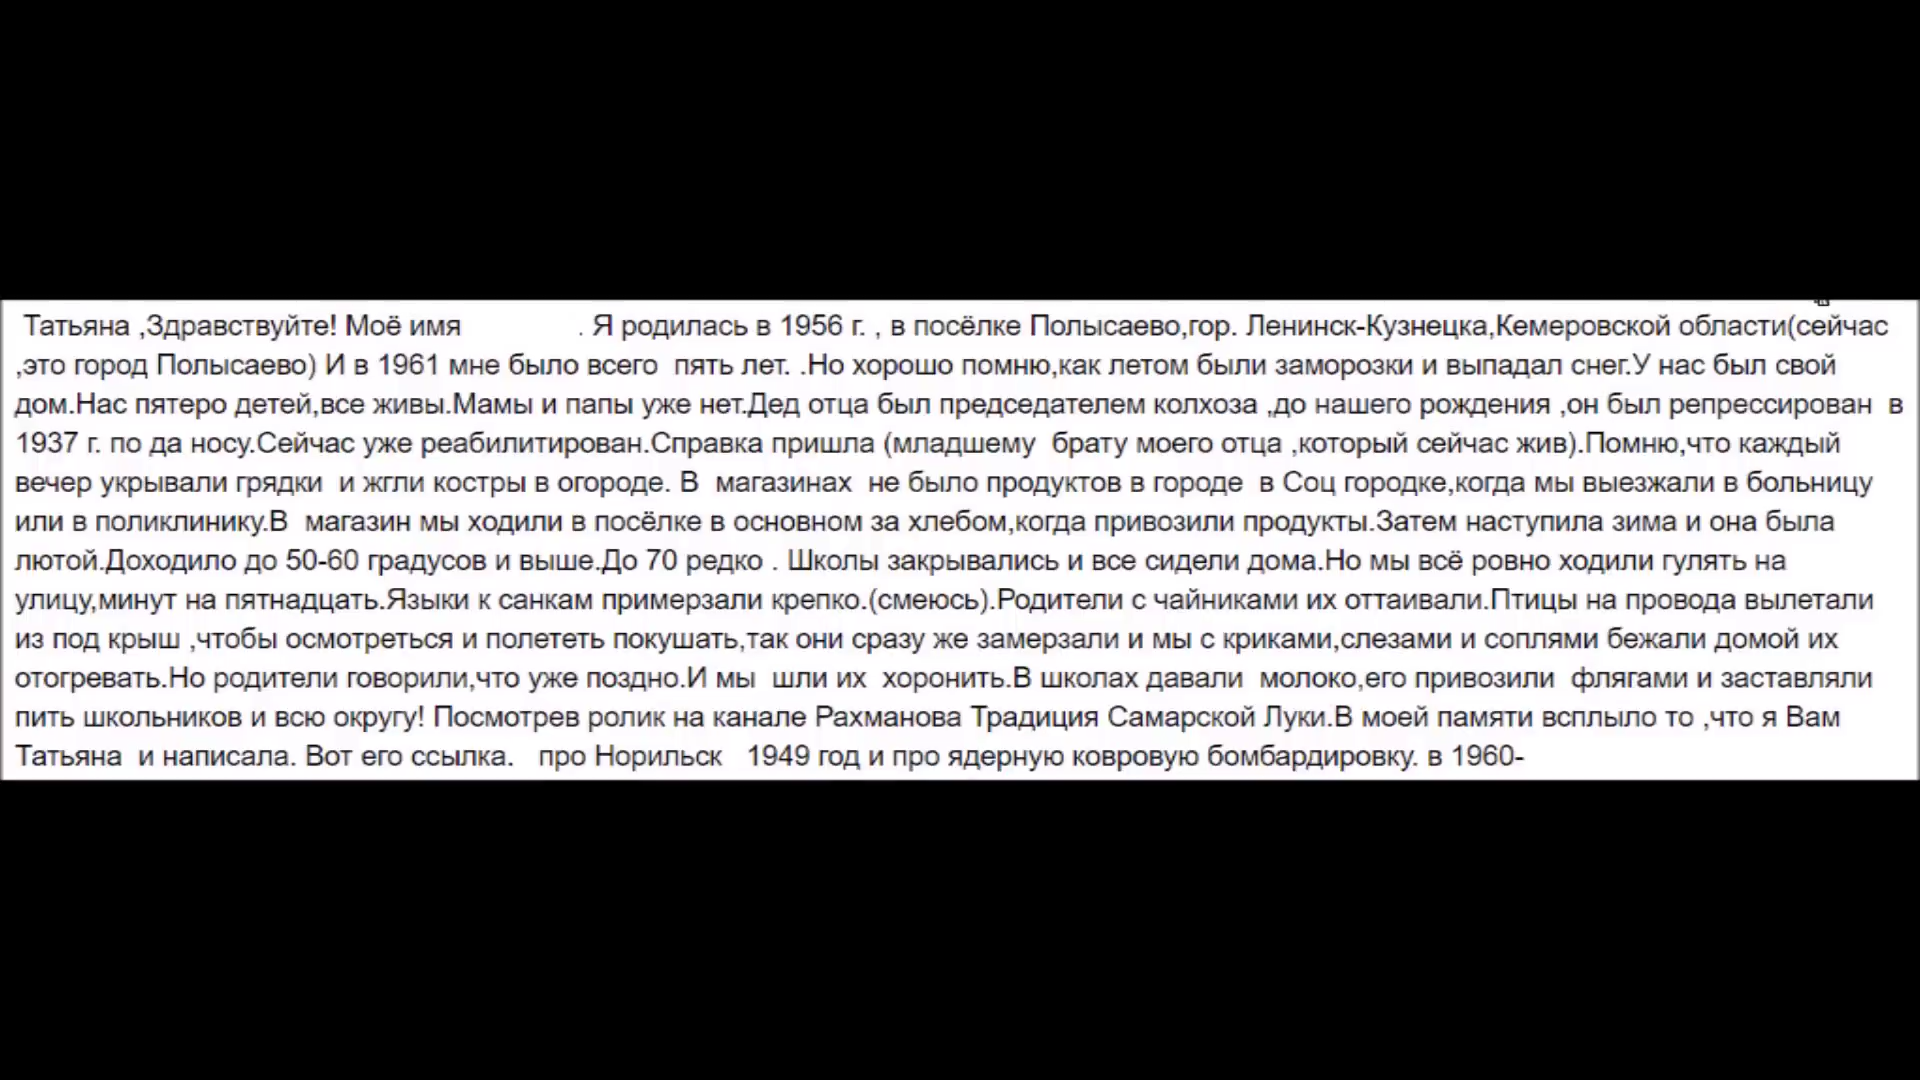 Татьяна ,Здравствуйте! Моё имя . Я родилась в 1956 г. , в посёлке Полысаево,гор. Ленинск-Кузнецка,Кемеровской области(сейчас
,это город Полысаево) И в 1961 мне было всего пять лет. .Но хорошо помню,как летом были заморозки и выпадал снег.У нас был свой
дом.Нас пятеро детей,все живы.Мамы и папы уже нет.Дед отца был председателем колхоза ,до нашего рождения ,он был репрессирован в
1937 г. по да носу.Сейчас уже реабилитирован.Справка пришла (младшему брату моего отца ,который сейчас жив).Помню,что каждый
вечер укрывали грядки и жгли костры в огороде. В магазинах не было продуктов в городе в Соц городке,когда мы выезжали в больницу
или в поликлинику.В магазин мы ходили в посёлке в основном за хлебом,когда привозили продукты.Затем наступила зима и она была
лютой.Доходило до 50-60 градусов и выше.До 70 редко . Школы закрывались и все сидели дома.Но мы всё ровно ходили гулять на
улицу,минут на пятнадцать.Языки к санкам примерзали крепко.(смеюсь).Родители с чайниками их оттаивали.Птицы на провода вылетали
из под крыш ,чтобы осмотреться и полететь покушать,так они сразу же замерзали и мы с криками,слезами и соплями бежали домой их
отогревать.Но родители говорили,что уже поздно.И мы шли их хоронить.В школах давали молоко,его привозили флягами и заставляли
пить школьников и всю округу! Посмотрев ролик на канале Рахманова Традиция Самарской Луки.В моей памяти всплыло то ,что я Вам
Татьяна и написала. Вот его ссылка. про Норильск 1949 год и про ядерную ковровую бомбардировку. в 1960-